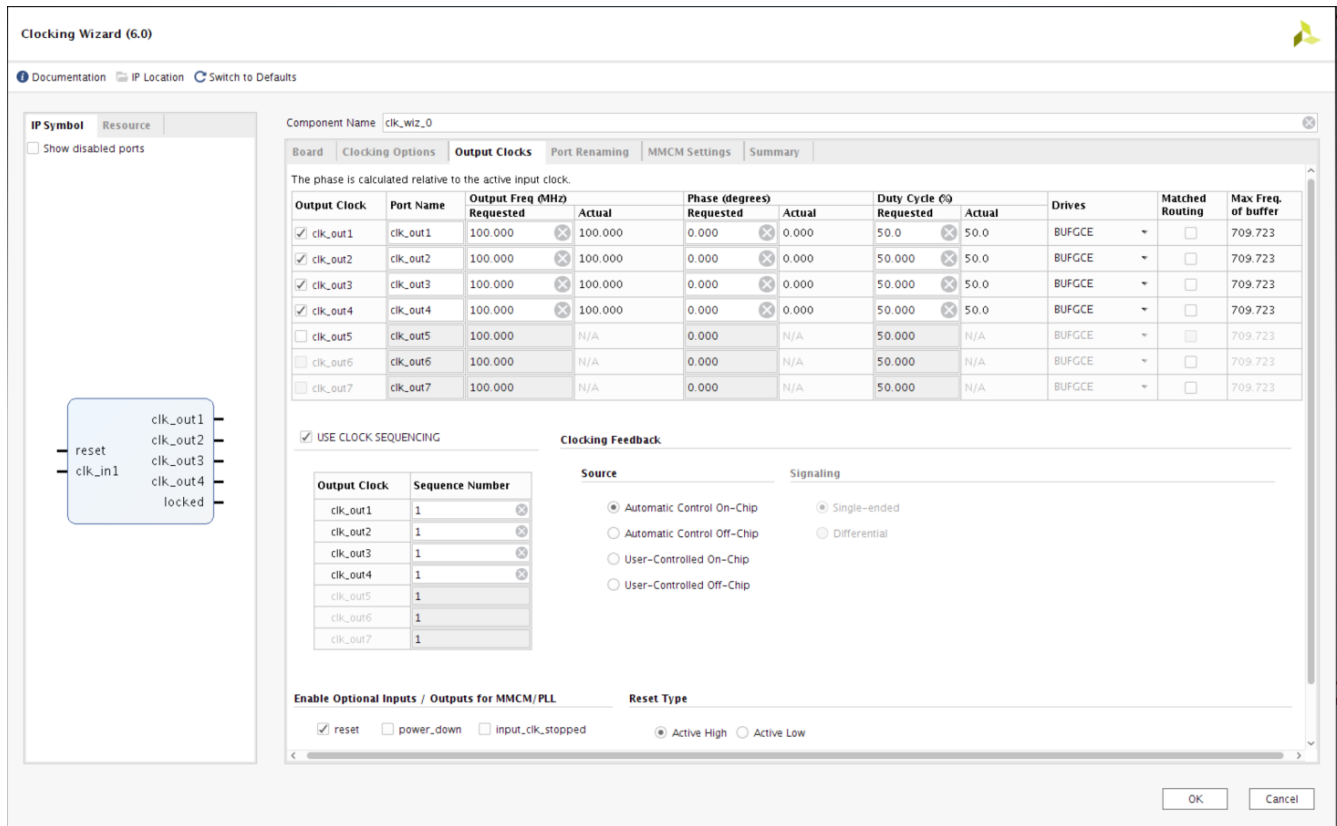 Clocking Wizard (6.0)
Documentation IP Location Switch to Defaults
IP Symbol Resource
Show disabled ports
reset
clk_in1
clk_out1
clk_out2
clk_out3
clk_out4
locked
Component Name clk_wiz_0
Board Clocking Options Output Clocks Port Renaming MMCM Settings Summary
The phase is calculated relative to the active input clock.
Output Clock Port Name Output Freq (MHz) Phase (degrees) Duty Cycle (%) Drives Matched Routing Max Freq. of buffer
Requested Actual Requested Actual Requested Actual
clk_out1 clk_out1 100.000 100.000 0.000 0.000 50.0 50.0 BUFGCE 709.723
clk_out2 clk_out2 100.000 100.000 0.000 0.000 50.000 50.0 BUFGCE 709.723
clk_out3 clk_out3 100.000 100.000 0.000 0.000 50.000 50.0 BUFGCE 709.723
clk_out4 clk_out4 100.000 100.000 0.000 0.000 50.000 50.0 BUFGCE 709.723
clk_out5 clk_out5 100.000 N/A 0.000 N/A 50.000 N/A BUFGCE 709.723
clk_out6 clk_out6 100.000 N/A 0.000 N/A 50.000 N/A BUFGCE 709.723
clk_out7 clk_out7 100.000 N/A 0.000 N/A 50.000 N/A BUFGCE 709.723
USE CLOCK SEQUENCING
Output Clock Sequence Number
clk_out1 1
clk_out2 1
clk_out3 1
clk_out4 1
clk_out5 1
clk_out6 1
clk_out7 1
Clocking Feedback
Source Signaling
Automatic Control On-Chip Single-ended
Automatic Control Off-Chip Differential
User-Controlled On-Chip
User-Controlled Off-Chip
Enable Optional Inputs / Outputs for MMCM/PLL Reset Type
reset power_down input_clk_stopped Active High Active Low
OK Cancel